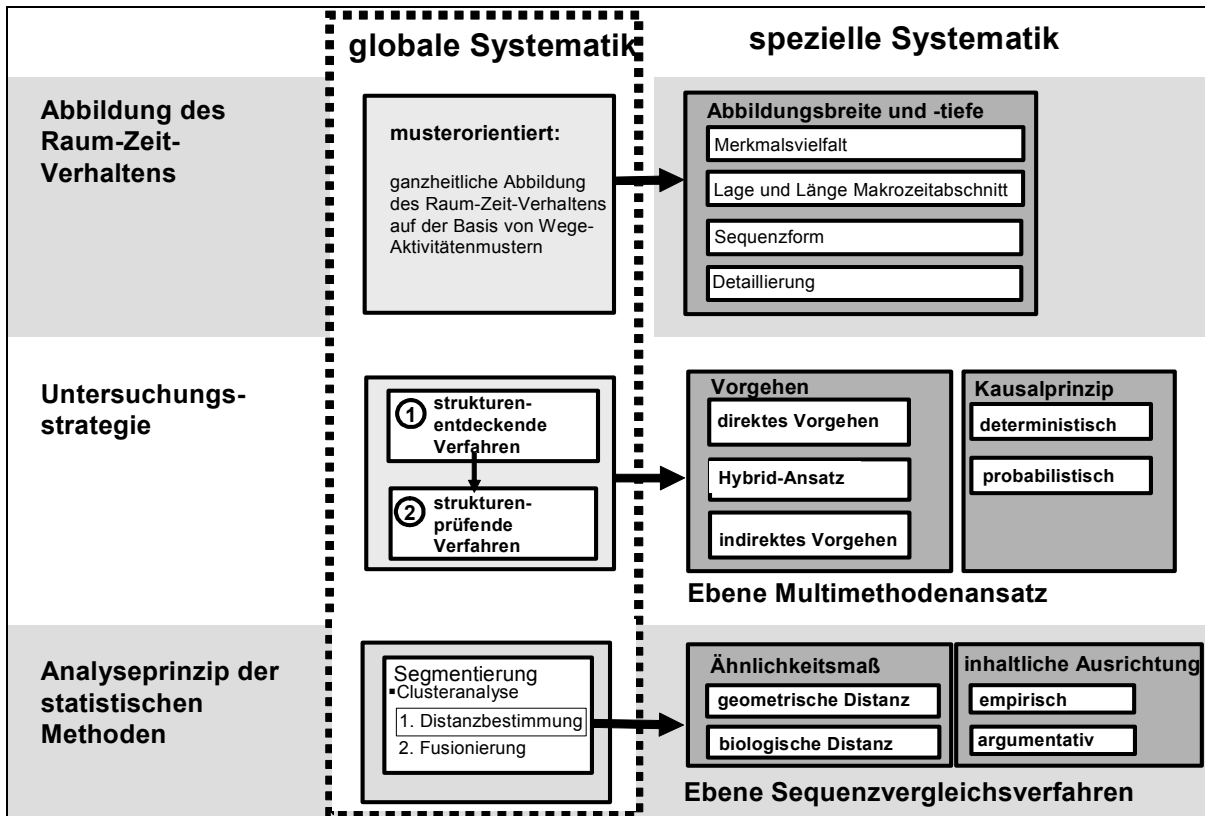 globale Systematik
spezielle Systematik
Abbildung des
Raum-Zeit-
Verhaltens
musterorientiert:
ganzheitliche Abbildung
des Raum-Zeit-Verhaltens
auf der Basis von Wege-
Aktivitätenmustern
Abbildungsbreite und -tiefe
Merkmalsvielfalt
Lage und Länge Makrozeitabschnitt
Sequenzform
Detaillierung
Untersuchungs-
strategie
1 strukturen-
entdeckende
Verfahren
2 strukturen-
prüfende
Verfahren
Vorgehen
direktes Vorgehen
Hybrid-Ansatz
indirektes Vorgehen
Kausalprinzip
deterministisch
probabilistisch
Ebene Multimethodenansatz
Analyseprinzip der
statistischen
Methoden
Segmentierung
▪Clusteranalyse
1. Distanzbestimmung
2. Fusionierung
Ähnlichkeitsmaß
geometrische Distanz
biologische Distanz
inhaltliche Ausrichtung
empirisch
argumentativ
Ebene Sequenzvergleichsverfahren